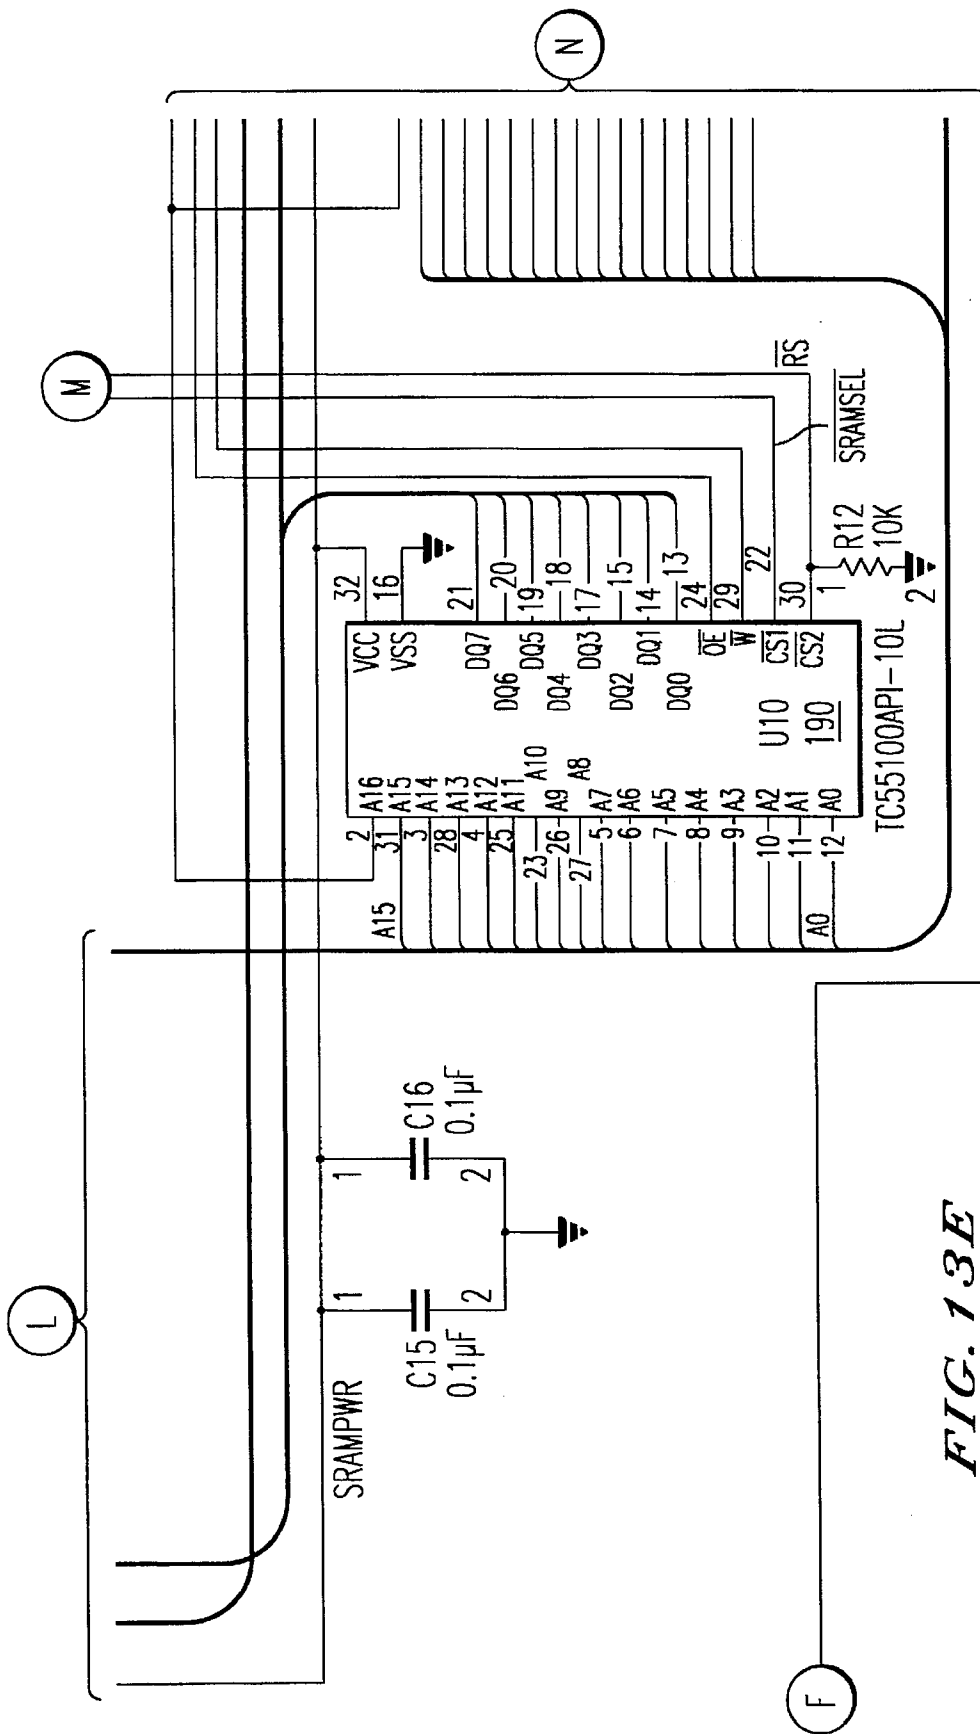 L
M
N
F
SRAMPWR
1
C15
0.1µF
2
1
C16
0.1µF
2
A15
A0
2
31
3
28
4
25
23
26
27
5
6
7
8
9
10
11
12
A16
A15
A14
A13
A12
A11
A10
A9
A8
A7
A6
A5
A4
A3
A2
A1
A0
VCC
VSS
DQ7
DQ6
DQ5
DQ4
DQ3
DQ2
DQ1
DQ0
OE
W
CS1
CS2
U10
190
TC55100API-10L
32
16
21
20
19
18
17
15
14
13
24
29
22
30
RS
SRAMSEL
1
R12
10K
2
FIG. 13E